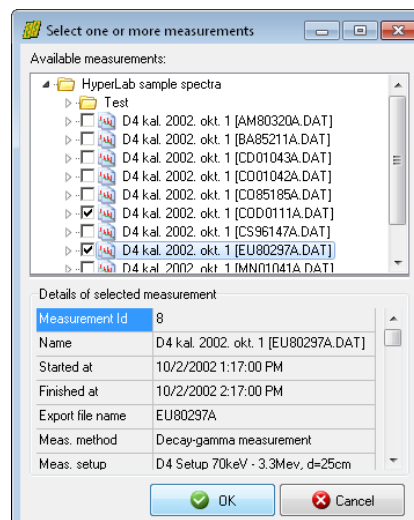 Select one or more measurements
Available measurements:
HyperLab sample spectra
Test
D4 kal. 2002. okt. 1 [AM80320A.DAT]
D4 kal. 2002. okt. 1 [BA85211A.DAT]
D4 kal. 2002. okt. 1 [CD01043A.DAT]
D4 kal. 2002. okt. 1 [CO01042A.DAT]
D4 kal. 2002. okt. 1 [CO85185A.DAT]
D4 kal. 2002. okt. 1 [COD0111A.DAT]
D4 kal. 2002. okt. 1 [CS96147A.DAT]
D4 kal. 2002. okt. 1 [EU80297A.DAT]
D4 kal. 2002. okt. 1 [MN01041A.DAT]
Details of selected measurement
Measurement Id 8
Name D4 kal. 2002. okt. 1 [EU80297A.DAT]
Started at 10/2/2002 1:17:00 PM
Finished at 10/2/2002 2:17:00 PM
Export file name EU80297A
Meas. method Decay-gamma measurement
Meas. setup D4 Setup 70keV - 3.3Mev, d=25cm
OK Cancel